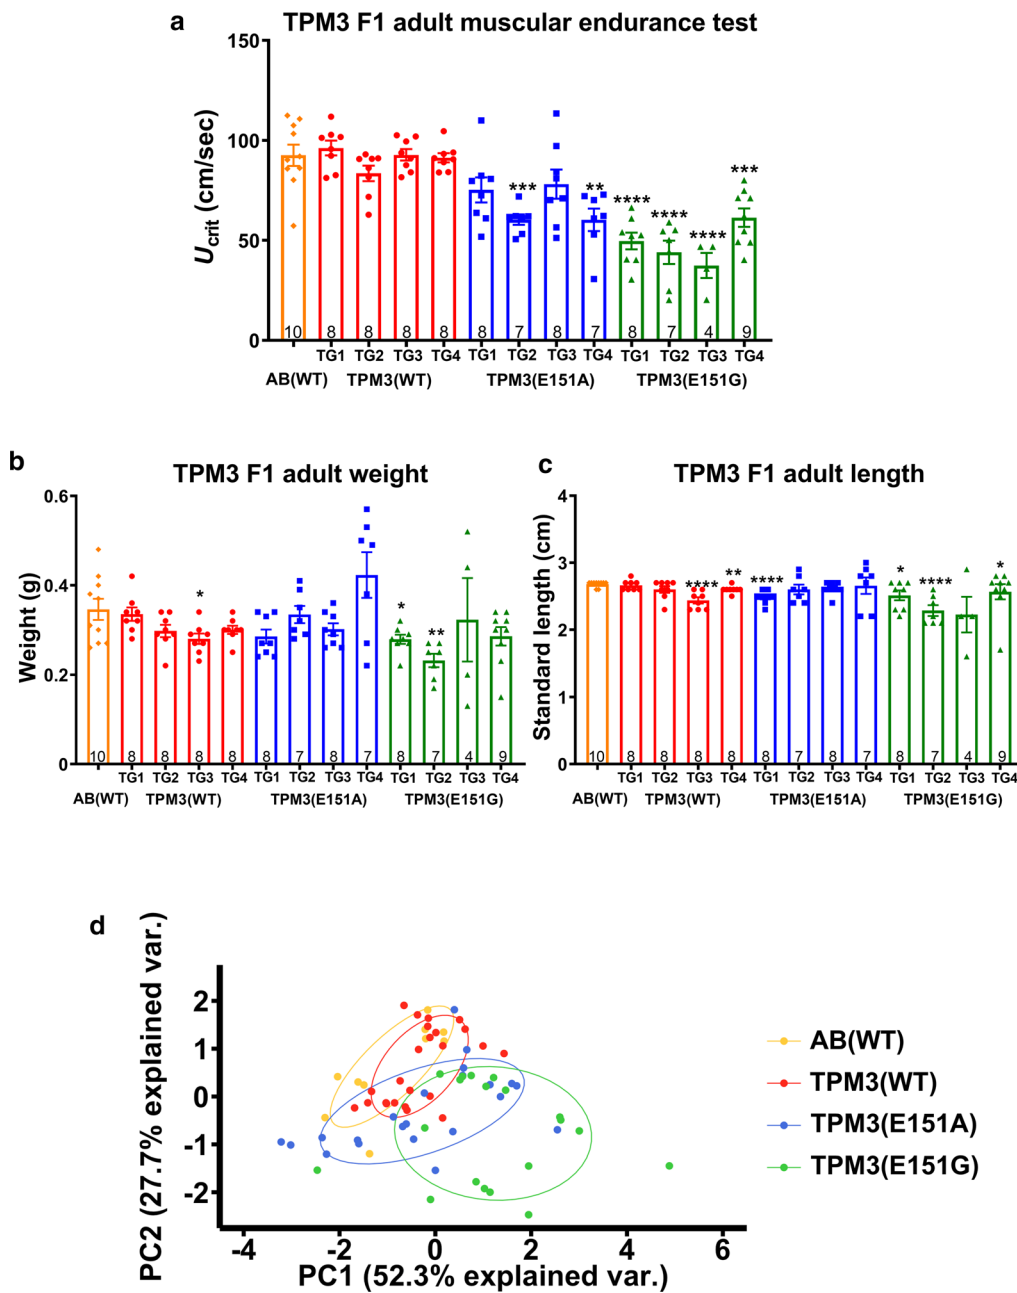 a
TPM3 F1 adult muscular endurance test
150
100
50
0
Ucrit (cm/sec)
*** ** **** **** **** ***
10 8 8 8 8 8 7 8 7 8 7 4 9
TG1 TG2 TG3 TG4 TG1 TG2 TG3 TG4 TG1 TG2 TG3 TG4
AB(WT) TPM3(WT) TPM3(E151A) TPM3(E151G)
b
TPM3 F1 adult weight
0.6
0.4
0.2
0
Weight (g)
* * **
10 8 8 8 8 8 7 8 7 8 7 4 9
TG1 TG2 TG3 TG4 TG1 TG2 TG3 TG4 TG1 TG2 TG3 TG4
AB(WT) TPM3(WT) TPM3(E151A) TPM3(E151G)
c
TPM3 F1 adult length
4
3
2
1
0
Standard length (cm)
**** ** **** * **** *
10 8 8 8 8 8 7 8 7 8 7 4 9
TG1 TG2 TG3 TG4 TG1 TG2 TG3 TG4 TG1 TG2 TG3 TG4
AB(WT) TPM3(WT) TPM3(E151A) TPM3(E151G)
d
PC2 (27.7% explained var.)
2
1
0
-1
-2
-4 -2 0 2 4 6
PC1 (52.3% explained var.)
AB(WT)
TPM3(WT)
TPM3(E151A)
TPM3(E151G)